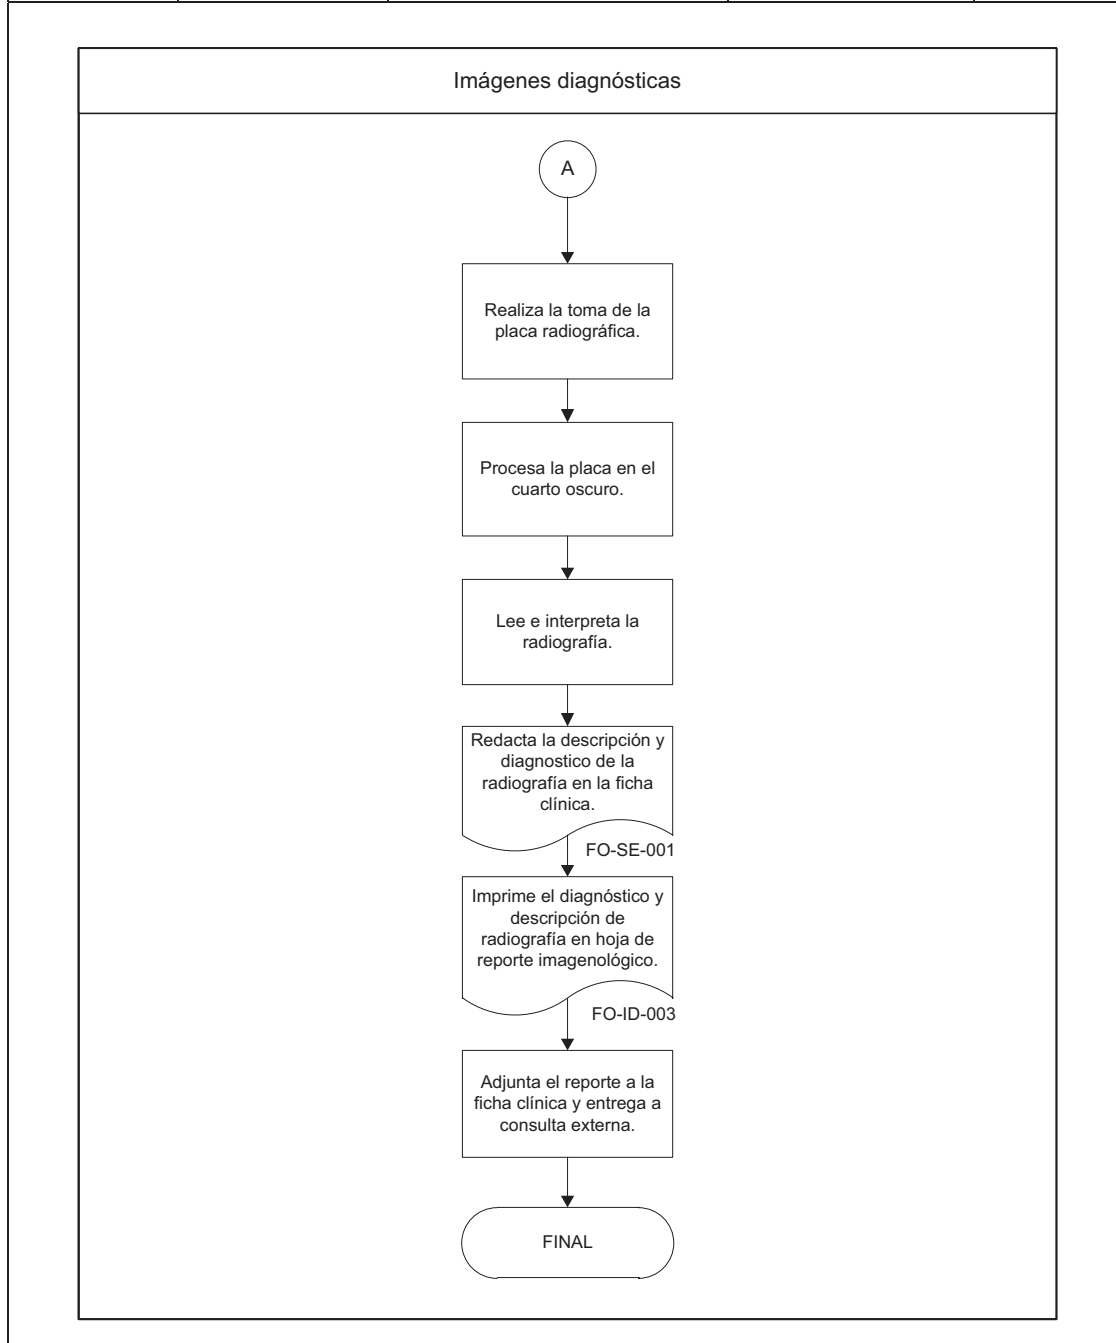 Imágenes diagnósticas
A
Realiza la toma de la
placa radiográfica.
Procesa la placa en el
cuarto oscuro.
Lee e interpreta la
radiografía.
Redacta la descripción y
diagnostico de la
radiografía en la ficha
clínica.
FO-SE-001
Imprime el diagnóstico y
descripción de
radiografía en hoja de
reporte imagenológico.
FO-ID-003
Adjunta el reporte a la
ficha clínica y entrega a
consulta externa.
FINAL